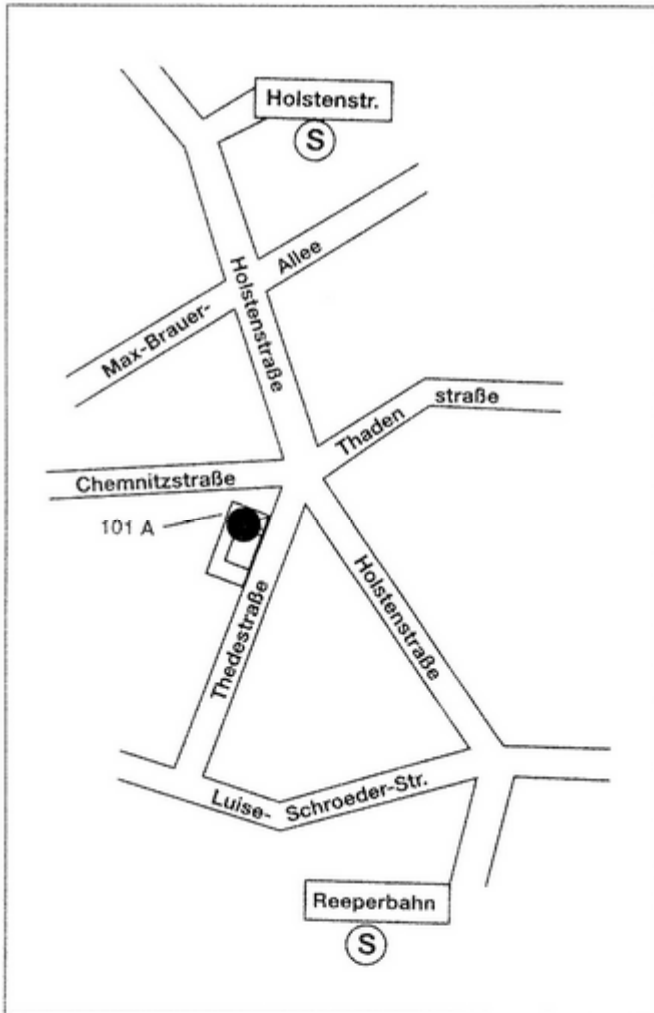 Holstenstr.
S
Allee
Max-Brauer-
Holstenstraße
Thaden
straße
Chemnitzstraße
101 A
Holstenstraße
Thedestraße
Luise-
Schroeder-Str.
Reeperbahn
S